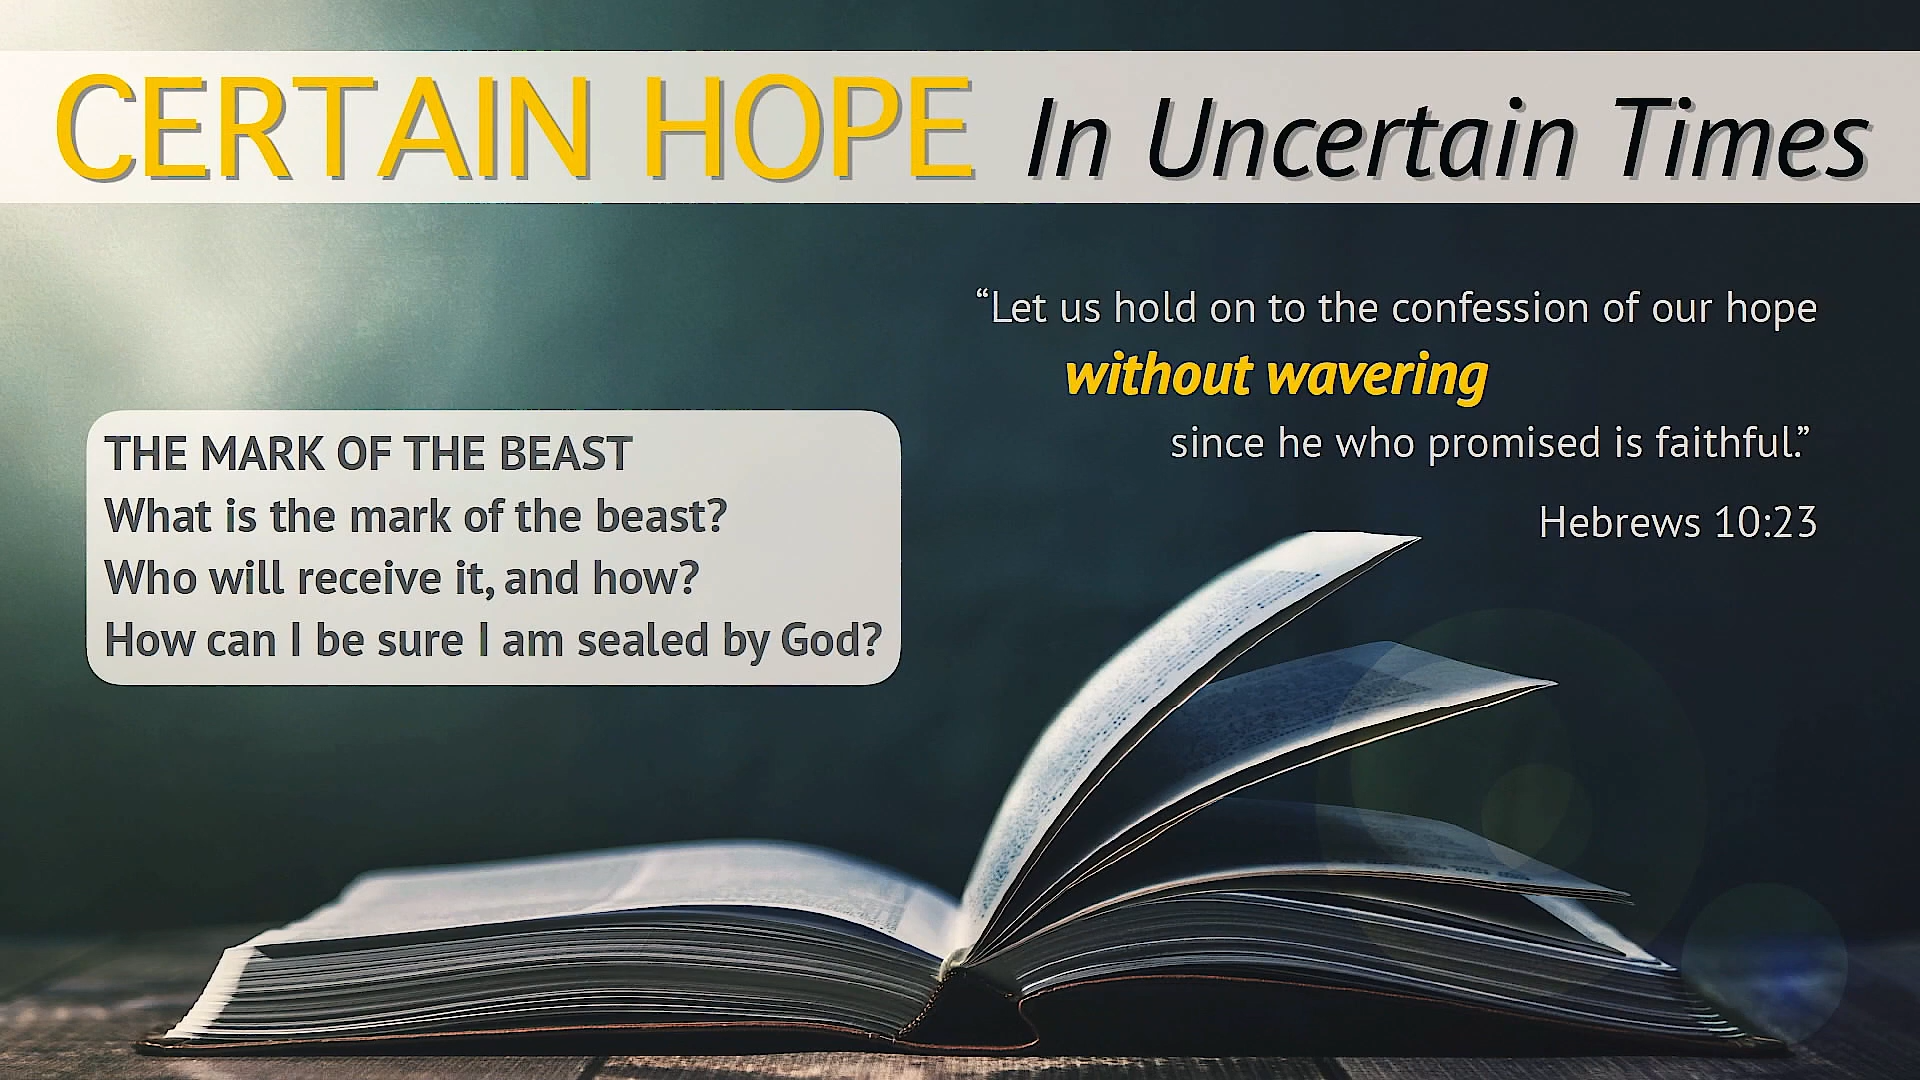 CERTAIN HOPE In Uncertain Times
“Let us hold on to the confession of our hope
without wavering
since he who promised is faithful.”
Hebrews 10:23
THE MARK OF THE BEAST
What is the mark of the beast?
Who will receive it, and how?
How can I be sure I am sealed by God?